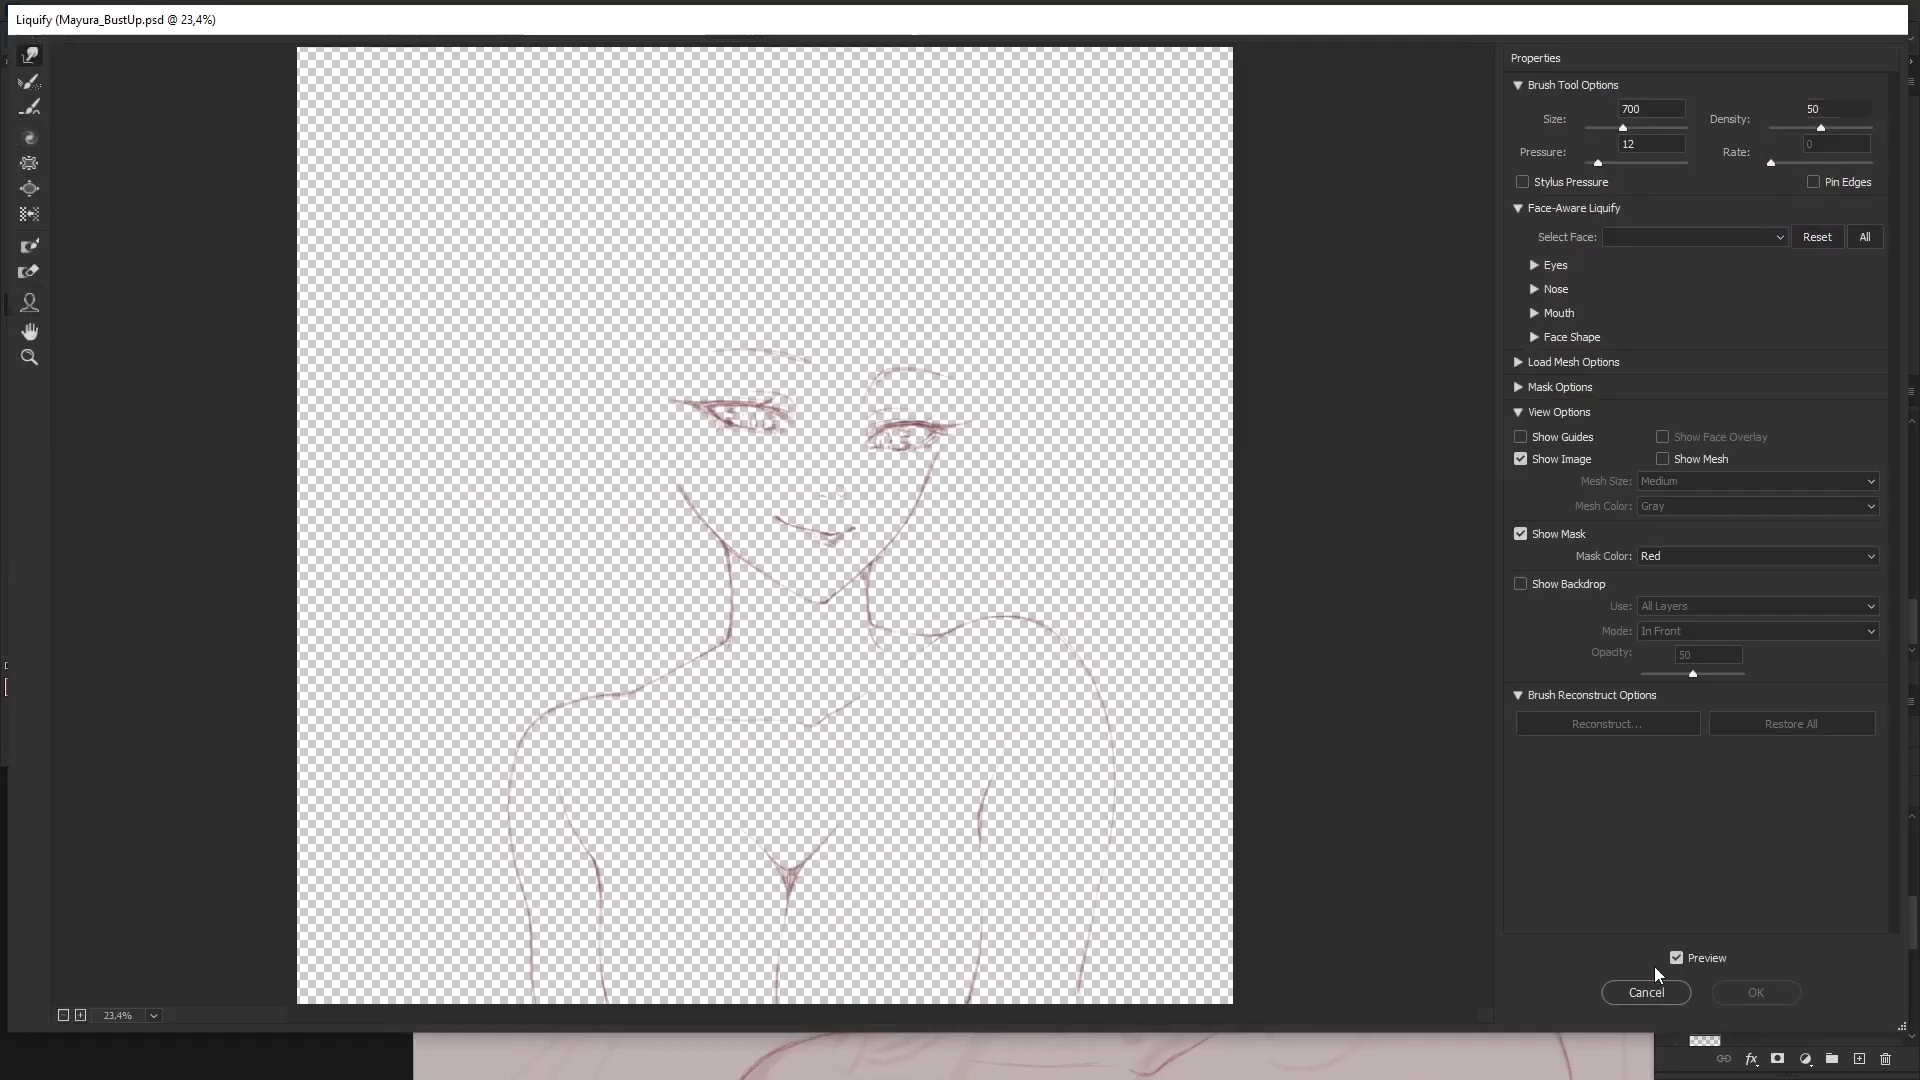 Liquify (Mayura_BustUp.psd @ 23,4%)
Properties
Brush Tool Options
Size: 700 Density: 50
Pressure: 12 Rate: 0
Stylus Pressure Pin Edges
Face-Aware Liquify
Select Face: Reset All
Eyes
Nose
Mouth
Face Shape
Load Mesh Options
Mask Options
View Options
Show Guides Show Face Overlay
Show Image Show Mesh
Mesh Size: Medium
Mesh Color: Gray
Show Mask
Mask Color: Red
Show Backdrop
Use: All Layers
Mode: In Front
Opacity: 50
Brush Reconstruct Options
Reconstruct... Restore All
Preview
Cancel OK
23,4%
fx